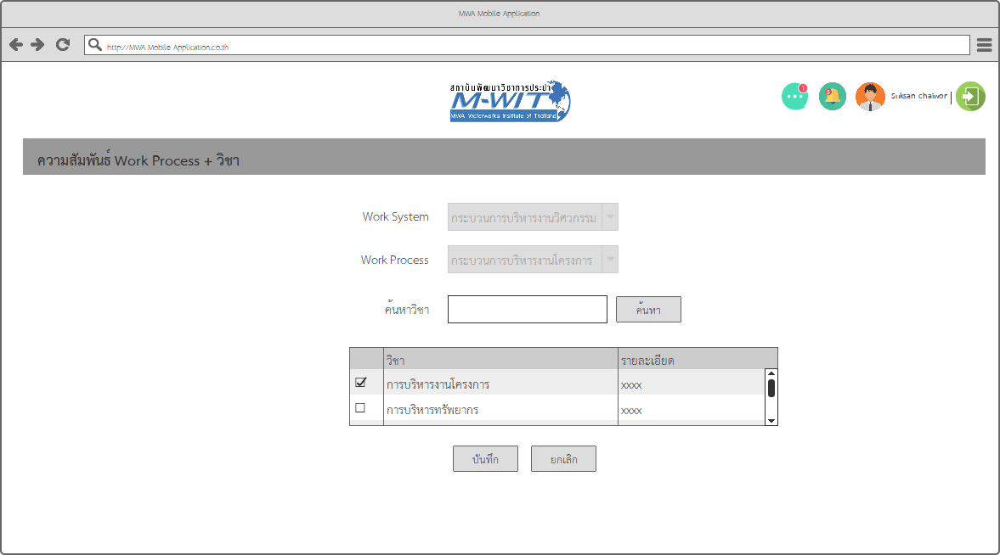 MWA Mobile Application
http://MWA Mobile Application.co.th
สถาบันพัฒนาวิชาการประปา
M-WIT
MWA Waterworks Institute of Thailand
1
5
Suksan chaiwon |
ความสัมพันธ์ Work Process + วิชา
Work System กระบวนการบริหารงานวิศวกรรม
Work Process กระบวนการบริหารงานโครงการ
ค้นหาวิชา ค้นหา
วิชา รายละเอียด
การบริหารงานโครงการ xxxx
การบริหารทรัพยากร xxxx
บันทึก ยกเลิก